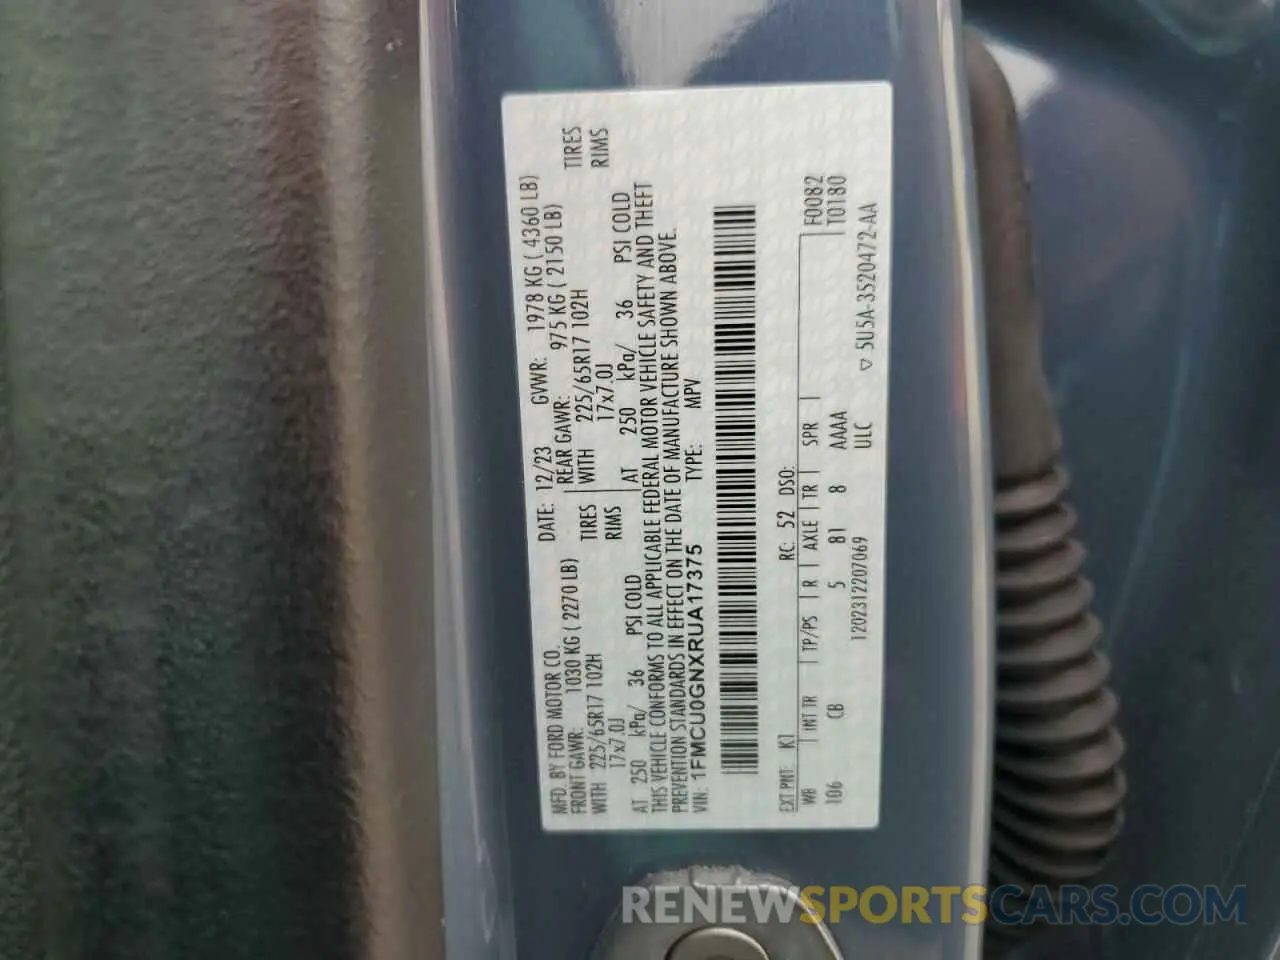 MFD. BY FORD MOTOR CO.
DATE: 12/23 GVWR: 1978 KG ( 4360 LB)
FRONT GAWR: 1030 KG ( 2270 LB) REAR GAWR: 975 KG ( 2150 LB)
WITH 225/65R17 102H TIRES WITH 225/65R17 102H TIRES
17x7.0J RIMS 17x7.0J RIMS
AT 250 kPa/ 36 PSI COLD AT 250 kPa/ 36 PSI COLD
THIS VEHICLE CONFORMS TO ALL APPLICABLE FEDERAL MOTOR VEHICLE SAFETY AND THEFT
PREVENTION STANDARDS IN EFFECT ON THE DATE OF MANUFACTURE SHOWN ABOVE.
VIN: 1FMCU0GNXRUA17375 TYPE: MPV
EXT PNT: K1 RC: 52 DSO:
WB INT TR TP/PS R AXLE TR SPR F0082
106 CB 5 81 8 AAAA T0180
1202312207069 ULC
▽ 5U5A-3520472-AA
RENEWSPORTSCARS.COM